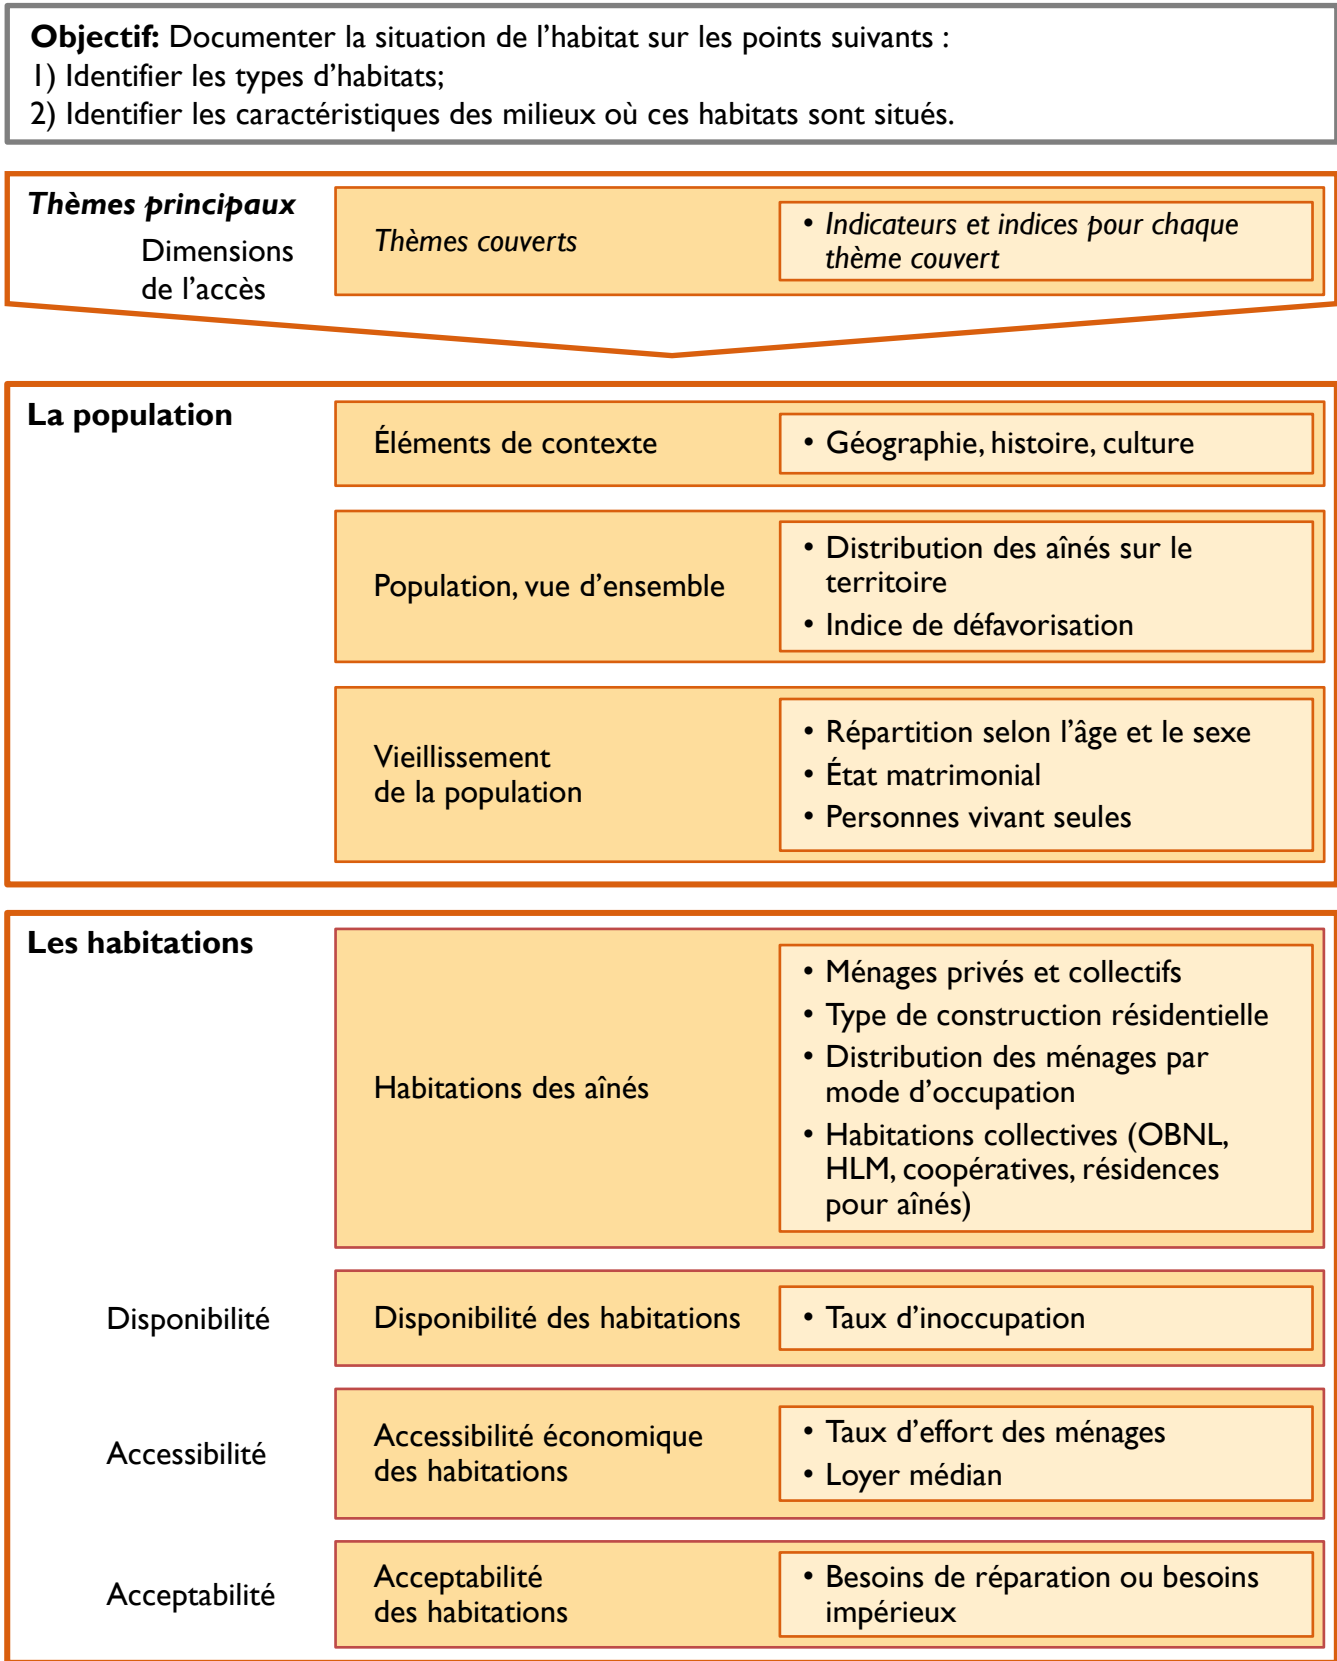 Objectif: Documenter la situation de l'habitat sur les points suivants :
1) Identifier les types d'habitats;
2) Identifier les caractéristiques des milieux où ces habitats sont situés.
Thèmes principaux
Dimensions
de l'accès
Thèmes couverts
• Indicateurs et indices pour chaque
thème couvert
La population
Éléments de contexte
• Géographie, histoire, culture
Population, vue d'ensemble
• Distribution des aînés sur le
territoire
• Indice de défavorisation
Vieillissement
de la population
• Répartition selon l'âge et le sexe
• État matrimonial
• Personnes vivant seules
Les habitations
Habitations des aînés
• Ménages privés et collectifs
• Type de construction résidentielle
• Distribution des ménages par
mode d'occupation
• Habitations collectives (OBNL,
HLM, coopératives, résidences
pour aînés)
Disponibilité
Disponibilité des habitations
• Taux d'inoccupation
Accessibilité
Accessibilité économique
des habitations
• Taux d'effort des ménages
• Loyer médian
Acceptabilité
Acceptabilité
des habitations
• Besoins de réparation ou besoins
impérieux